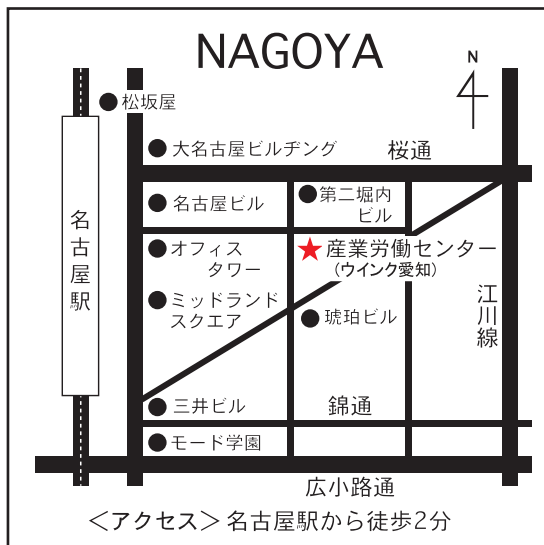 NAGOYA
N
松坂屋
大名古屋ビルヂング
桜通
名古屋ビル
第二堀内
ビル
名古屋駅
オフィス
タワー
産業労働センター
(ウインク愛知)
ミッドランド
スクエア
琥珀ビル
江川線
三井ビル
錦通
モード学園
広小路通
＜アクセス＞名古屋駅から徒歩2分